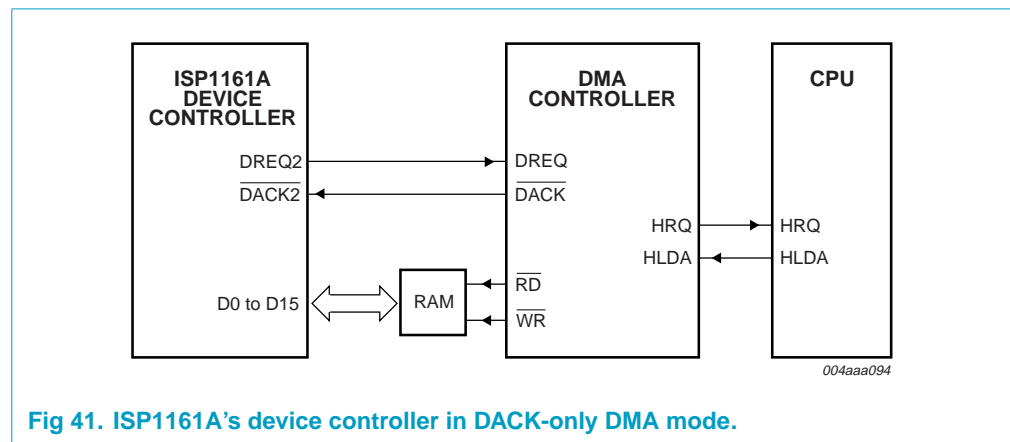 ISP1161A
DEVICE
CONTROLLER
DREQ2
DACK2
D0 to D15
RAM
DMA
CONTROLLER
DREQ
DACK
HRQ
HLDA
RD
WR
CPU
HRQ
HLDA
004aaa094
Fig 41. ISP1161A's device controller in DACK-only DMA mode.